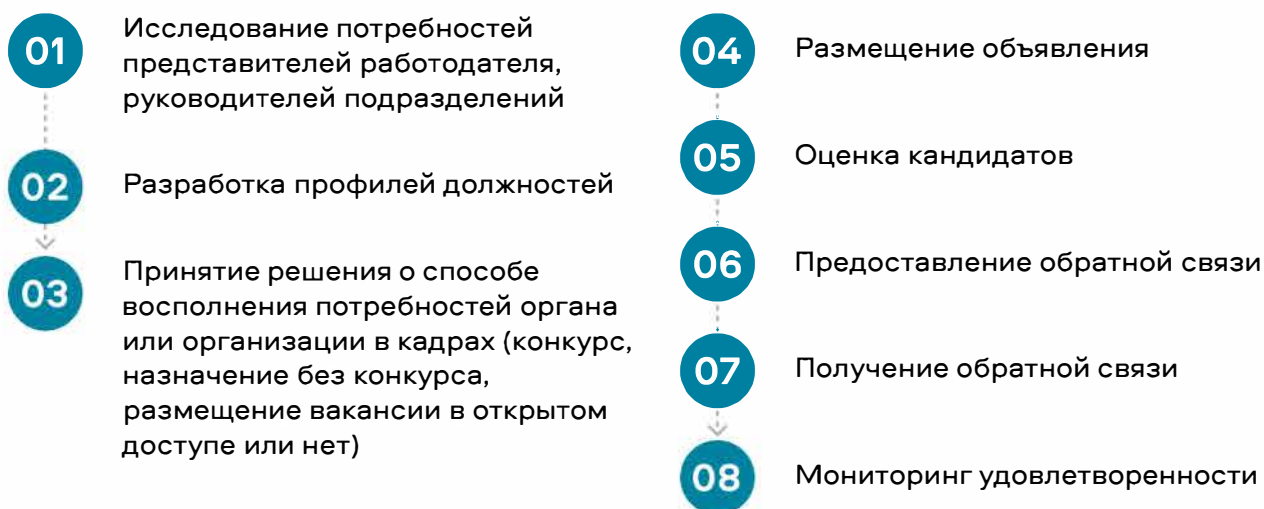 01
Исследование потребностей
представителей работодателя,
руководителей подразделений
02
Разработка профилей должностей
03
Принятие решения о способе
восполнения потребностей органа
или организации в кадрах (конкурс,
назначение без конкурса,
размещение вакансии в открытом
доступе или нет)
04
Размещение объявления
05
Оценка кандидатов
06
Предоставление обратной связи
07
Получение обратной связи
08
Мониторинг удовлетворенности